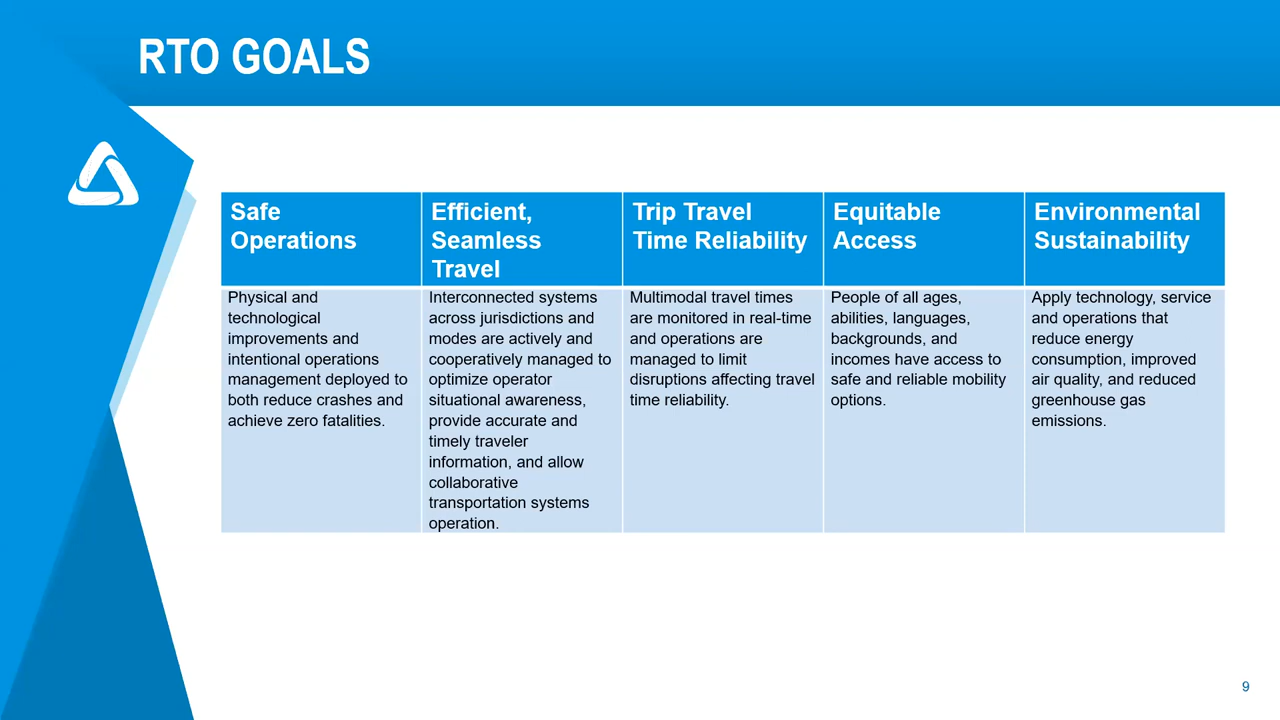 RTO GOALS
Safe
Operations
Efficient,
Seamless
Travel
Trip Travel
Time Reliability
Equitable
Access
Environmental
Sustainability
Physical and
technological
improvements and
intentional operations
management deployed to
both reduce crashes and
achieve zero fatalities.
Interconnected systems
across jurisdictions and
modes are actively and
cooperatively managed to
optimize operator
situational awareness,
provide accurate and
timely traveler
information, and allow
collaborative
transportation systems
operation.
Multimodal travel times
are monitored in real-time
and operations are
managed to limit
disruptions affecting travel
time reliability.
People of all ages,
abilities, languages,
backgrounds, and
incomes have access to
safe and reliable mobility
options.
Apply technology, service
and operations that
reduce energy
consumption, improved
air quality, and reduced
greenhouse gas
emissions.
9